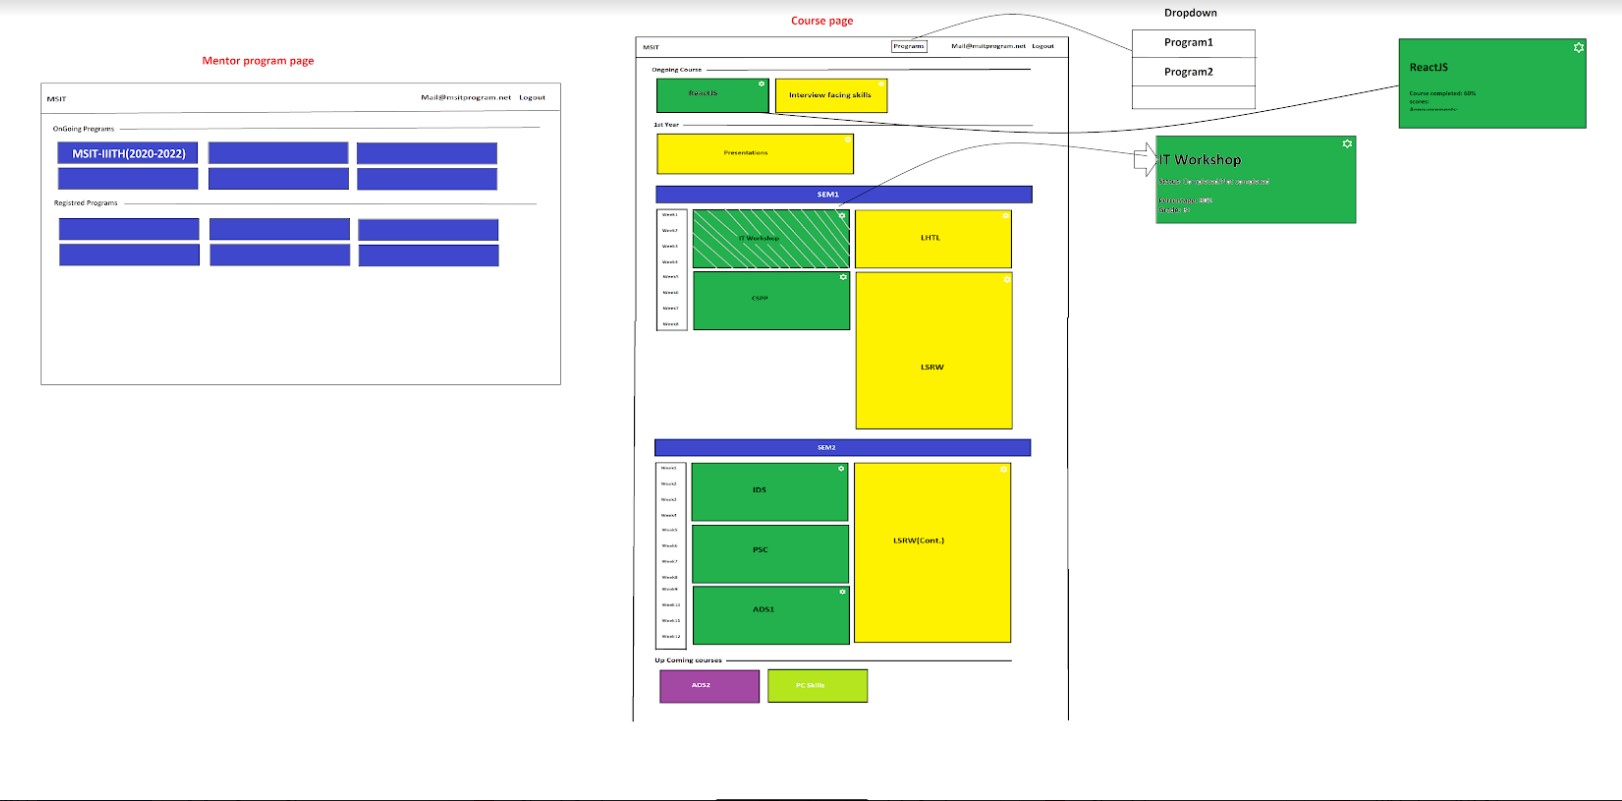 Mentor program page
MSIT
Mail@msitprogram.net Logout
OnGoing Programs
MSIT-IIITH(2020-2022)
Registred Programs
Course page
MSIT
Programs
Mail@msitprogram.net Logout
Ongoing Course
ReactJS
Interview facing skills
1st Year
Presentations
SEM1
Week1
Week2
Week3
Week4
Week5
Week6
Week7
Week8
IT Workshop
LHTL
CSPP
LSRW
SEM2
Week1
Week2
Week3
Week4
Week5
Week6
Week7
Week8
Week9
Week10
Week11
Week12
IDS
PSC
ADS1
LSRW(Cont.)
Up Coming courses
ADS2
PC Skills
Dropdown
Program1
Program2
ReactJS
Course completed: 60%
scores:
IT Workshop